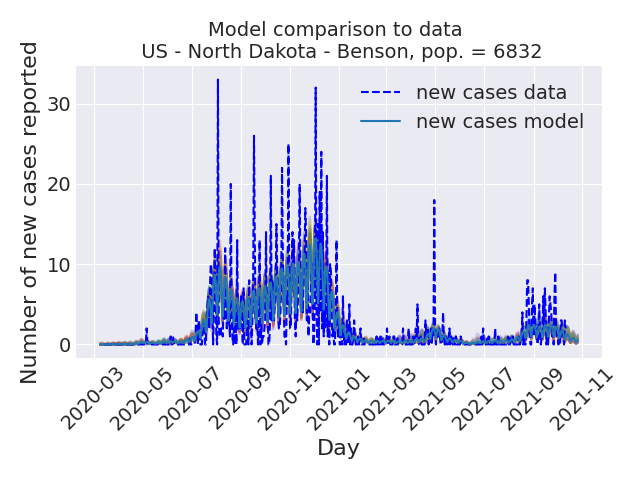 Model comparison to data
US - North Dakota - Benson, pop. = 6832
Number of new cases reported
30
20
10
0
new cases data
new cases model
2020-03
2020-05
2020-07
2020-09
2020-11
2021-01
2021-03
2021-05
2021-07
2021-09
2021-11
Day